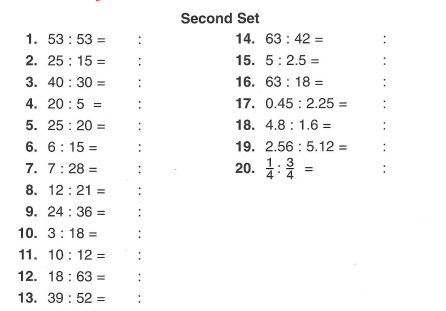 Second Set
1. 53 : 53 = :
2. 25 : 15 = :
3. 40 : 30 = :
4. 20 : 5 = :
5. 25 : 20 = :
6. 6 : 15 = :
7. 7 : 28 = :
8. 12 : 21 = :
9. 24 : 36 = :
10. 3 : 18 = :
11. 10 : 12 = :
12. 18 : 63 = :
13. 39 : 52 = :
14. 63 : 42 = :
15. 5 : 2.5 = :
16. 63 : 18 = :
17. 0.45 : 2.25 = :
18. 4.8 : 1.6 = :
19. 2.56 : 5.12 = :
20. 1/4 : 3/4 = :